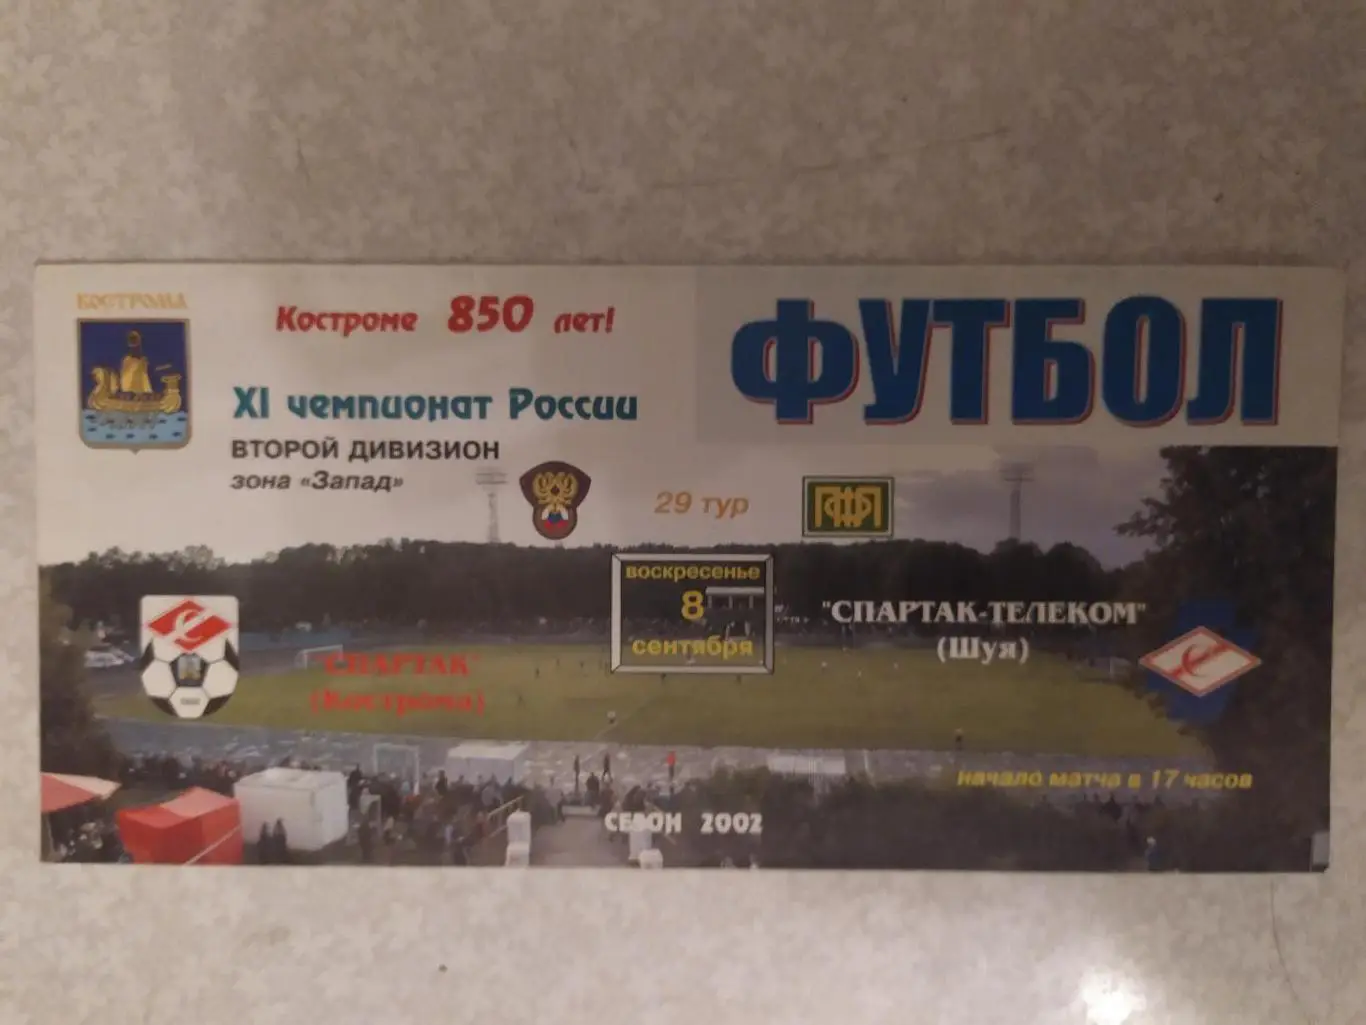 КОСТРОМА
Костроме 850 лет!
ФУТБОЛ
XI чемпионат России
ВТОРОЙ ДИВИЗИОН
зона «Запад»
29 тур
ПФЛ
воскресенье
8
сентября
"СПАРТАК"
(Кострома)
"СПАРТАК-ТЕЛЕКОМ"
(Шуя)
начало матча в 17 часов
СЕЗОН 2002